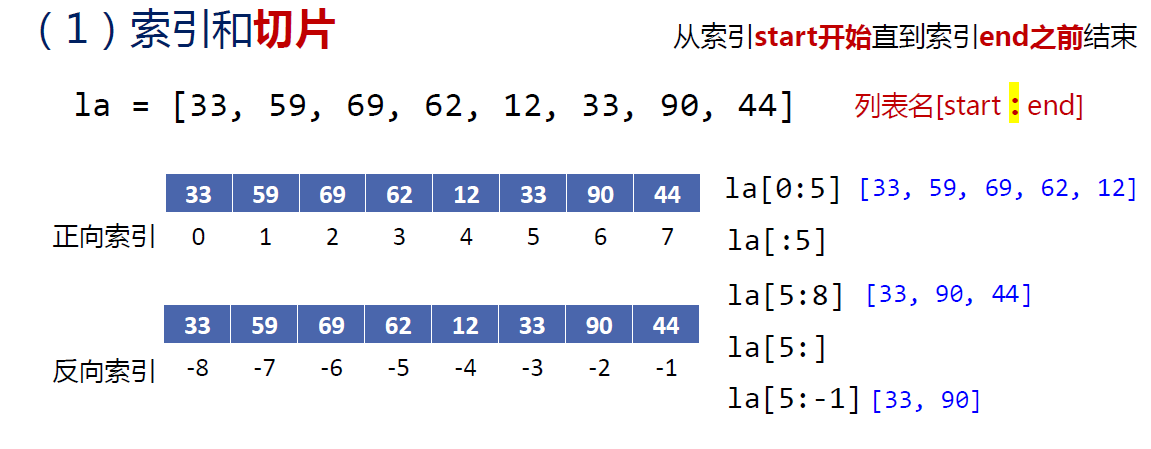 （1）索引和切片
从索引start开始直到索引end之前结束
la = [33, 59, 69, 62, 12, 33, 90, 44]
列表名[start : end]
33 59 69 62 12 33 90 44
正向索引 0 1 2 3 4 5 6 7
33 59 69 62 12 33 90 44
反向索引 -8 -7 -6 -5 -4 -3 -2 -1
la[0:5] [33, 59, 69, 62, 12]
la[:5]
la[5:8] [33, 90, 44]
la[5:]
la[5:-1] [33, 90]